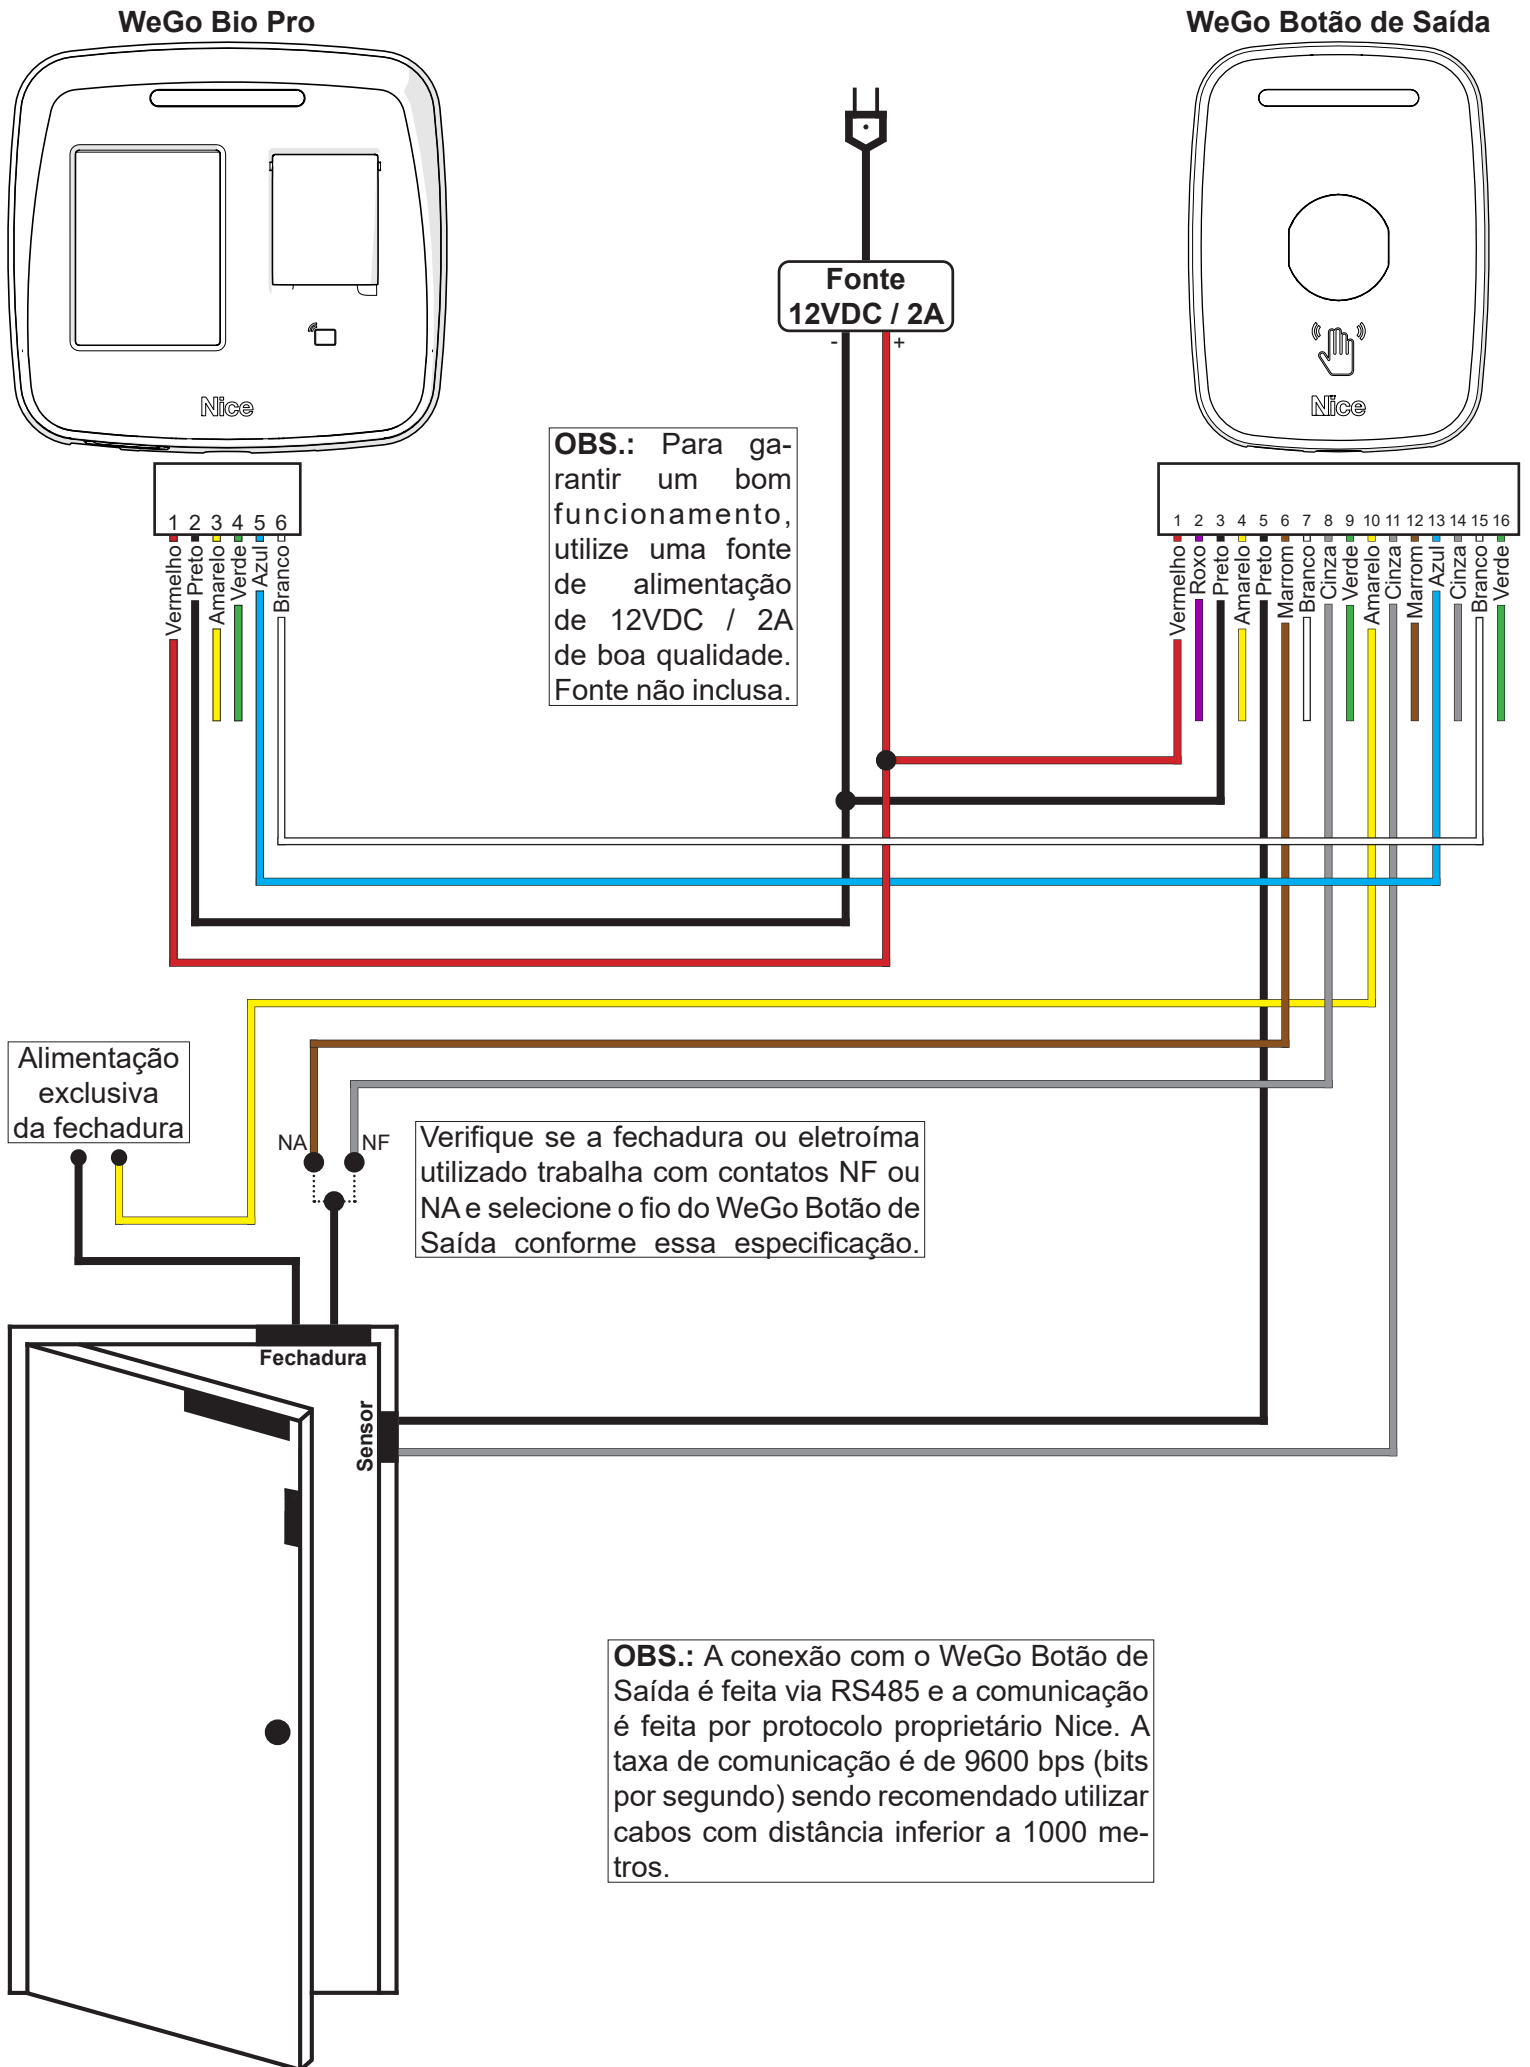 WeGo Bio Pro
WeGo Botão de Saída
Fonte
12VDC / 2A
-
+
Nice
Nice
OBS.: Para ga-
rantir um bom
funcionamento,
utilize uma fonte
de alimentação
de 12VDC / 2A
de boa qualidade.
Fonte não inclusa.
1 2 3 4 5 6
Vermelho
Preto
Amarelo
Verde
Azul
Branco
1 2 3 4 5 6 7 8 9 10 11 12 13 14 15 16
Vermelho
Roxo
Preto
Amarelo
Preto
Marrom
Branco
Cinza
Verde
Amarelo
Cinza
Marrom
Azul
Cinza
Branco
Verde
Alimentação
exclusiva
da fechadura
NA
NF
Verifique se a fechadura ou eletroíma
utilizado trabalha com contatos NF ou
NA e selecione o fio do WeGo Botão de
Saída conforme essa especificação.
Fechadura
Sensor
OBS.: A conexão com o WeGo Botão de
Saída é feita via RS485 e a comunicação
é feita por protocolo proprietário Nice. A
taxa de comunicação é de 9600 bps (bits
por segundo) sendo recomendado utilizar
cabos com distância inferior a 1000 me-
tros.